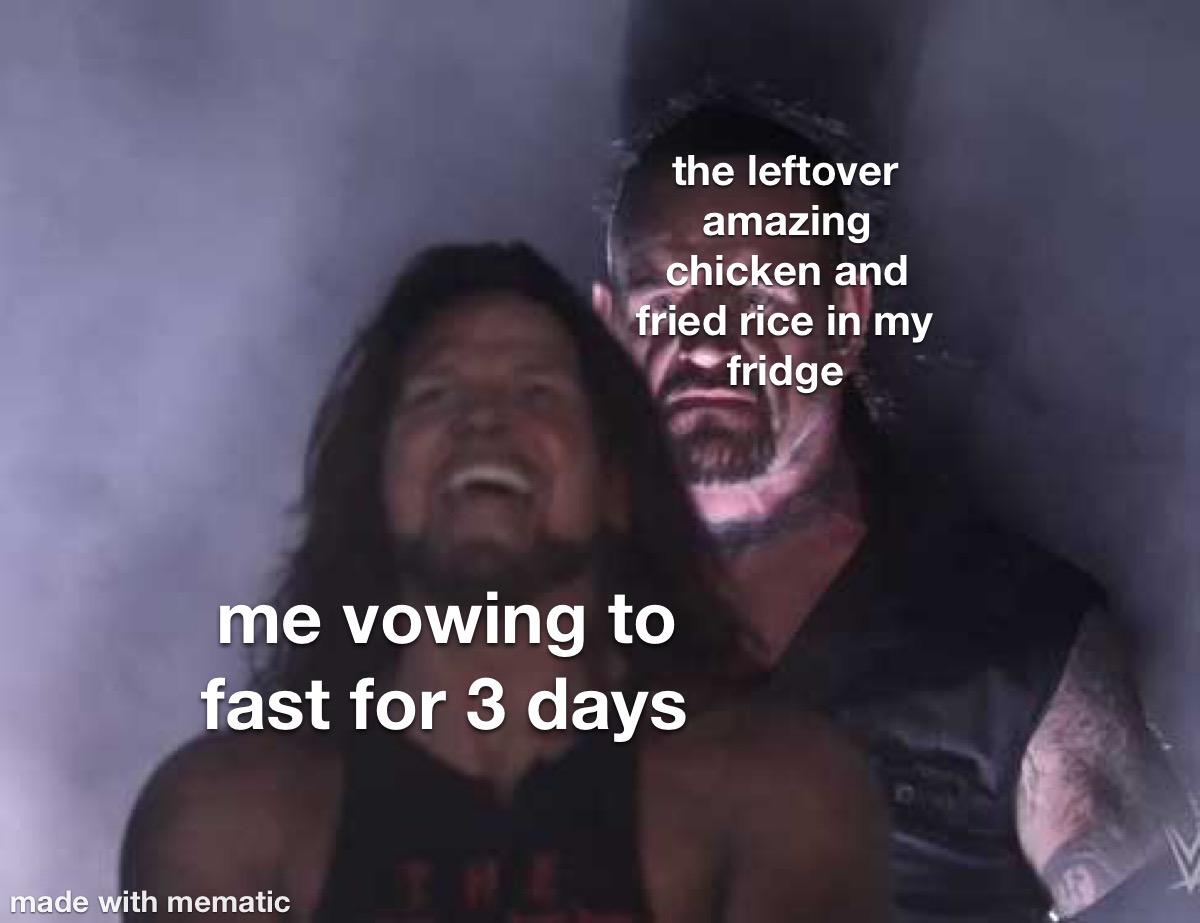 the leftover
amazing
chicken and
fried rice in my
fridge
me vowing to
fast for 3 days
THE
made with mematic
W